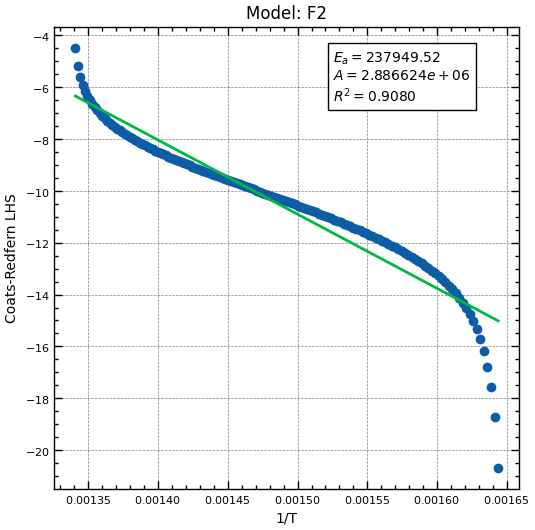 Model: F2
−4
−6
−8
−10
−12
−14
−16
−18
−20
Coats-Redfern LHS
E_a = 237949.52
A = 2.886624e + 06
R² = 0.9080
0.00135
0.00140
0.00145
0.00150
0.00155
0.00160
0.00165
1/T